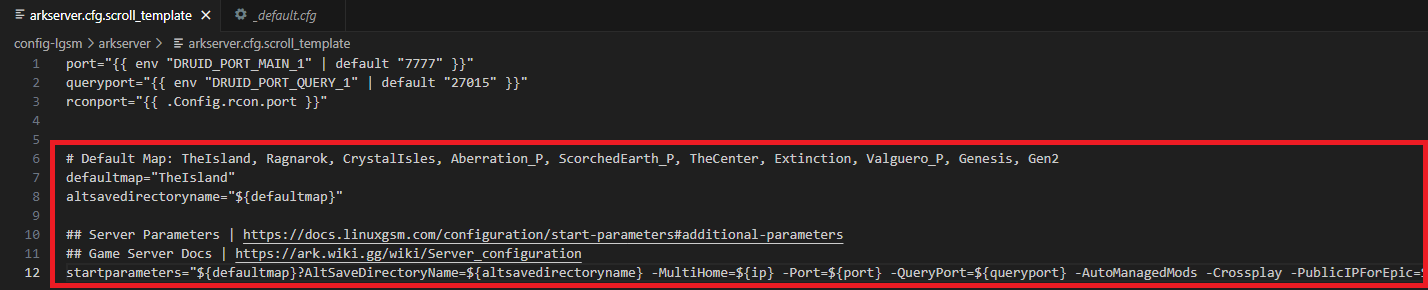 arkserver.cfg.scroll_template
_default.cfg
config-lgsm > arkserver > arkserver.cfg.scroll_template
1 port="{{ env "DRUID_PORT_MAIN_1" | default "7777" }}"
2 queryport="{{ env "DRUID_PORT_QUERY_1" | default "27015" }}"
3 rconport="{{ .Config.rcon.port }}"
4
5
6 # Default Map: TheIsland, Ragnarok, CrystalIsles, Aberration_P, ScorchedEarth_P, TheCenter, Extinction, Valguero_P, Genesis, Gen2
7 defaultmap="TheIsland"
8 altsavedirectoryname="${defaultmap}"
9
10 ## Server Parameters | https://docs.linuxgsm.com/configuration/start-parameters#additional-parameters
11 ## Game Server Docs | https://ark.wiki.gg/wiki/Server_configuration
12 startparameters="${defaultmap}?AltSaveDirectoryName=${altsavedirectoryname} -MultiHome=${ip} -Port=${port} -QueryPort=${queryport} -AutoManagedMods -Crossplay -PublicIPForEpic=